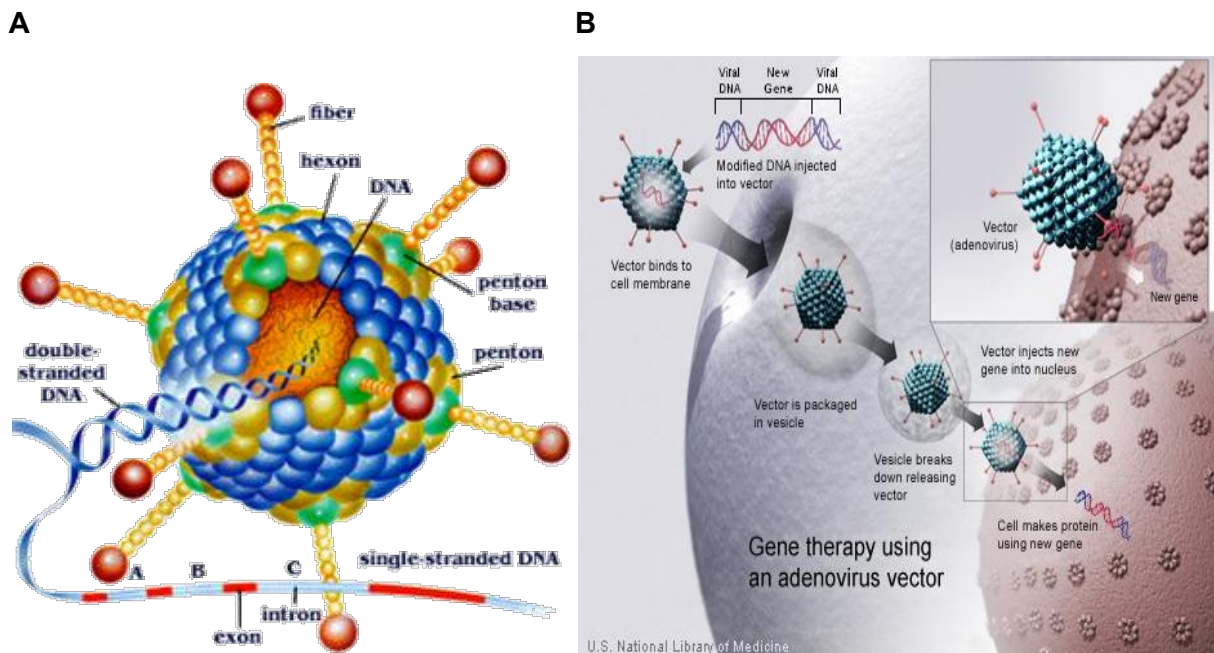 A
B
fiber
hexon
DNA
penton
base
penton
double-
stranded
DNA
single-stranded DNA
A
B
C
intron
exon
Viral
DNA
New
Gene
Viral
DNA
Modified DNA injected
into vector
Vector binds to
cell membrane
Vector
(adenovirus)
New gene
Vector injects new
gene into nucleus
Vector is packaged
in vesicle
Vesicle breaks
down releasing
vector
Cell makes protein
using new gene
Gene therapy using
an adenovirus vector
U.S. National Library of Medicine